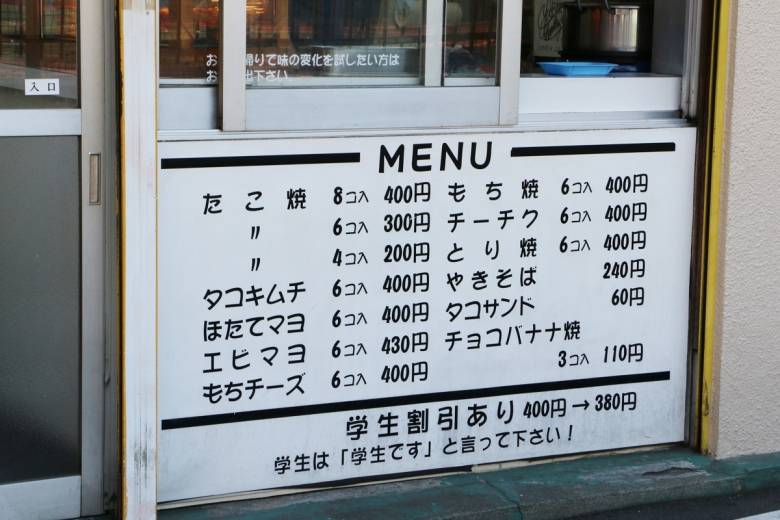 お 帰りで味の変化を試したい方は
お 出下さい
入口
MENU
たこ焼 8コ入 400円
〃 6コ入 300円
〃 4コ入 200円
タコキムチ 6コ入 400円
ほたてマヨ 6コ入 400円
エビマヨ 6コ入 430円
もちチーズ 6コ入 400円
もち焼 6コ入 400円
チーチク 6コ入 400円
とり焼 6コ入 400円
やきそば 240円
タコサンド 60円
チョコバナナ焼
3コ入 110円
学生割引あり 400円→380円
学生は「学生です」と言って下さい!